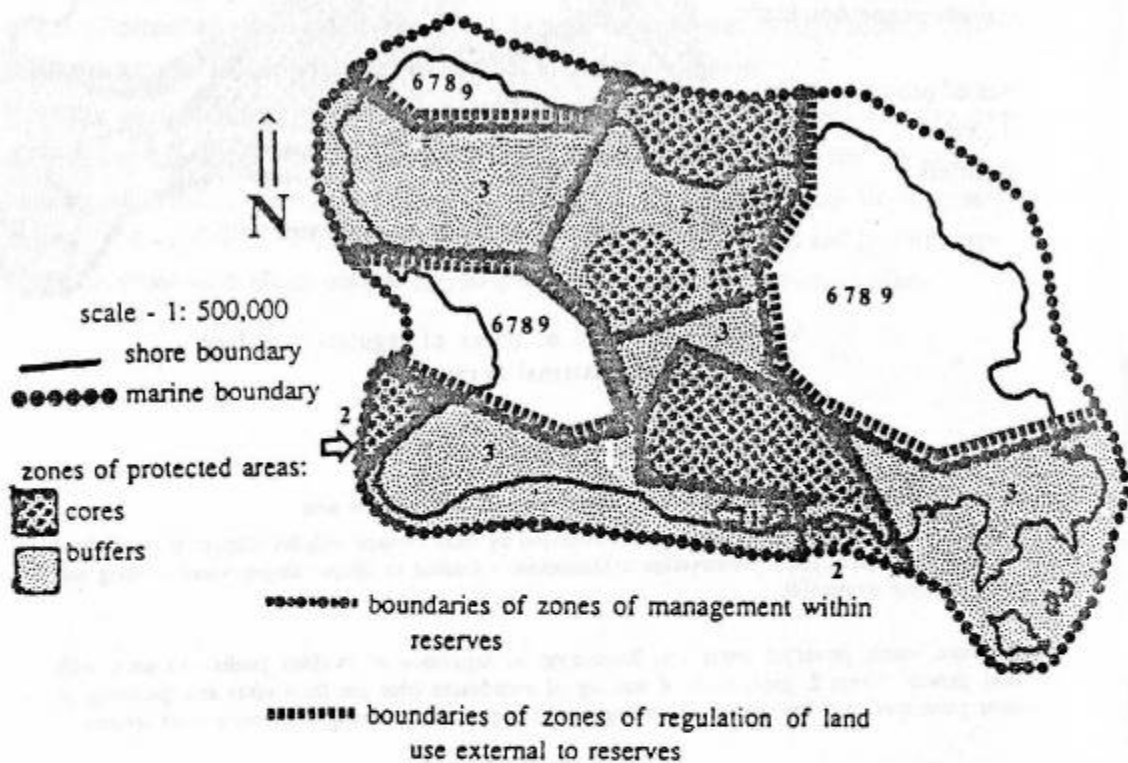 6789
3
2
N
6789
6789
scale - 1: 500,000
3
shore boundary
marine boundary
2
3
zones of protected areas:
3
cores
11
buffers
2
boundaries of zones of management within
reserves
boundaries of zones of regulation of land
use external to reserves